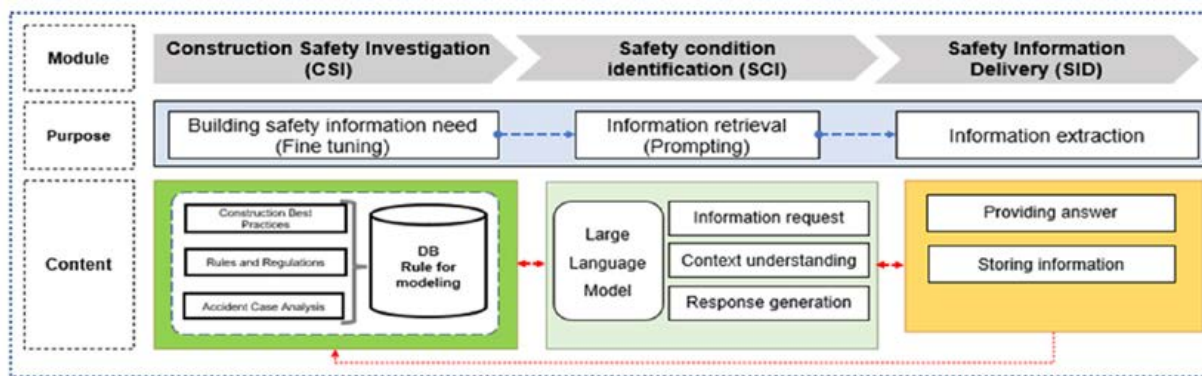 Module
Construction Safety Investigation
(CSI)
Safety condition
identification (SCI)
Safety Information
Delivery (SID)
Purpose
Building safety information need
(Fine tuning)
Information retrieval
(Prompting)
Information extraction
Content
Construction Best
Practices
Rules and Regulations
Accident Case Analysis
DB
Rule for
modeling
Large
Language
Model
Information request
Context understanding
Response generation
Providing answer
Storing information